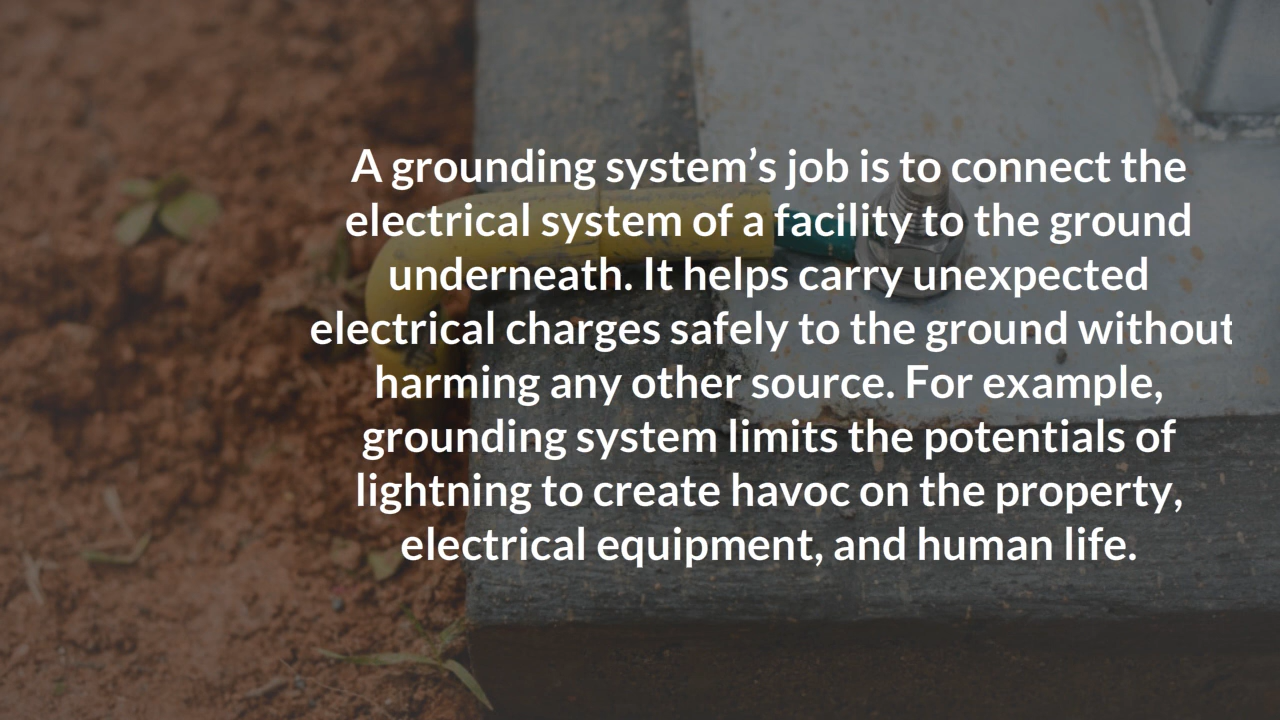 A grounding system’s job is to connect the
electrical system of a facility to the ground
underneath. It helps carry unexpected
electrical charges safely to the ground without
harming any other source. For example,
grounding system limits the potentials of
lightning to create havoc on the property,
electrical equipment, and human life.